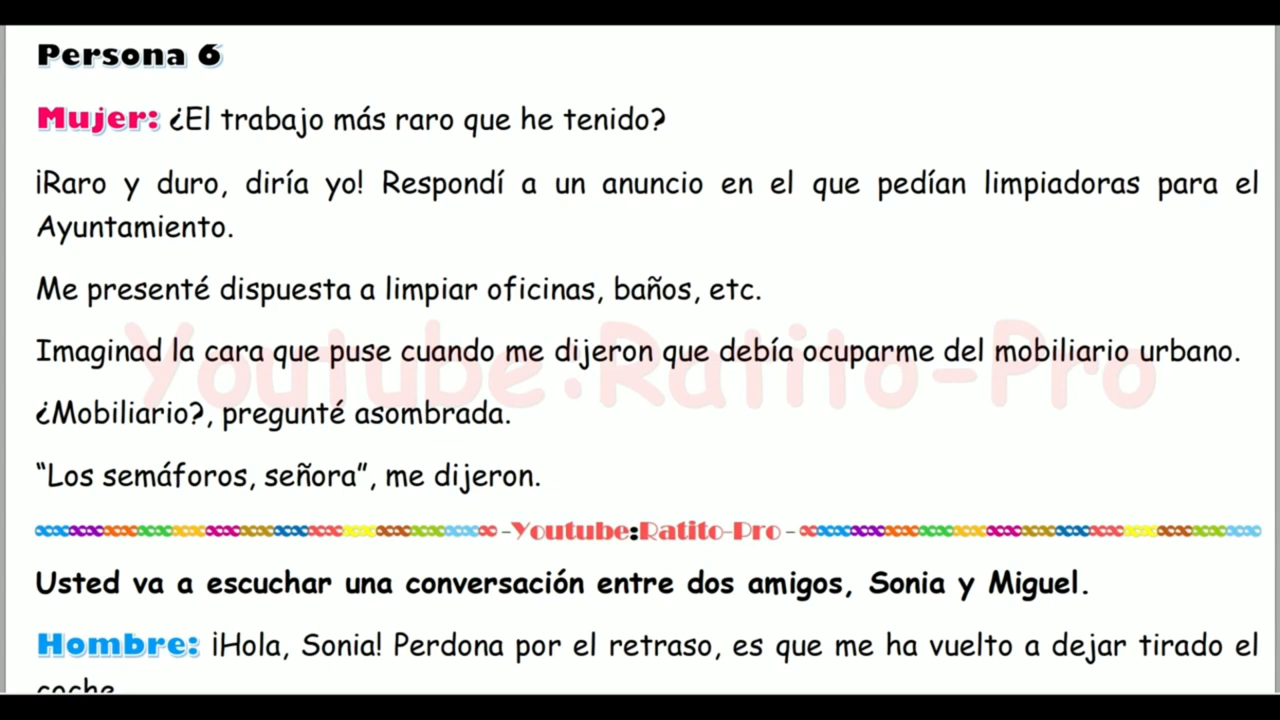 Persona 6
Mujer: ¿El trabajo más raro que he tenido?
¡Raro y duro, diría yo! Respondí a un anuncio en el que pedían limpiadoras para el
Ayuntamiento.
Me presenté dispuesta a limpiar oficinas, baños, etc.
Imaginad la cara que puse cuando me dijeron que debía ocuparme del mobiliario urbano.
Youtube:Ratito-Pro
¿Mobiliario?, pregunté asombrada.
“Los semáforos, señora”, me dijeron.
-Youtube:Ratito-Pro-
Usted va a escuchar una conversación entre dos amigos, Sonia y Miguel.
Hombre: ¡Hola, Sonia! Perdona por el retraso, es que me ha vuelto a dejar tirado el
coche